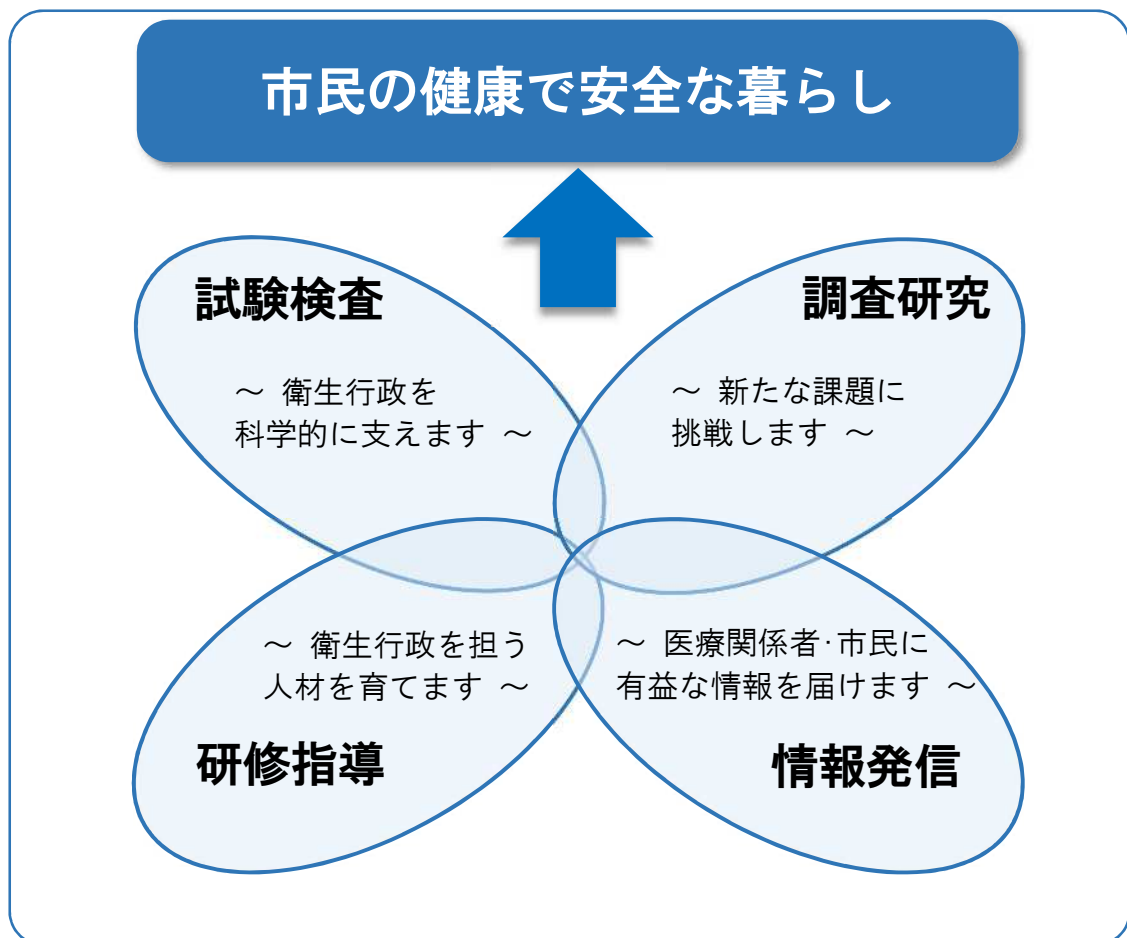 市民の健康で安全な暮らし
試験検査
～ 衛生行政を
科学的に支えます ～
調査研究
～ 新たな課題に
挑戦します ～
～ 衛生行政を担う
人材を育てます ～
研修指導
～ 医療関係者･市民に
有益な情報を届けます ～
情報発信